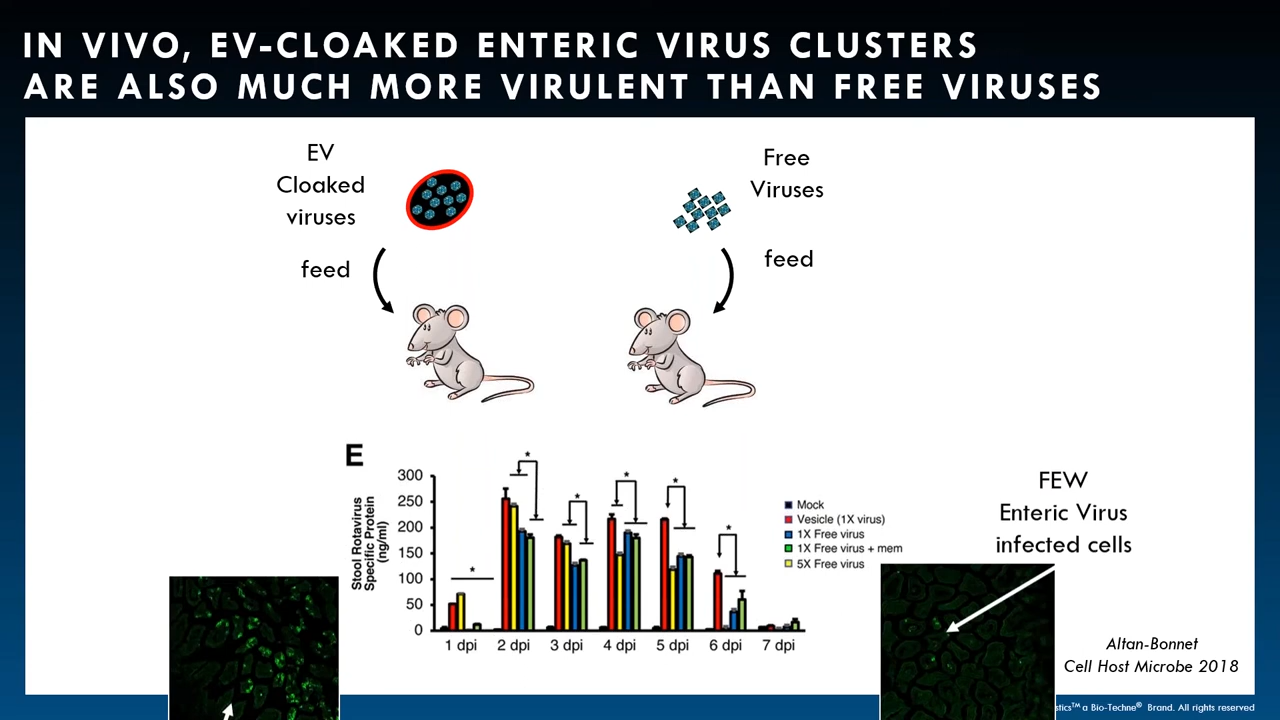 IN VIVO, EV-CLOAKED ENTERIC VIRUS CLUSTERS
ARE ALSO MUCH MORE VIRULENT THAN FREE VIRUSES
EV
Cloaked
viruses
feed
Free
Viruses
feed
E
Stool Rotavirus
Specific Protein
(ng/ml)
300
250
200
150
100
50
0
*
*
*
*
*
*
1 dpi 2 dpi 3 dpi 4 dpi 5 dpi 6 dpi 7 dpi
Mock
Vesicle (1X virus)
1X Free virus
1X Free virus + mem
5X Free virus
FEW
Enteric Virus
infected cells
Altan-Bonnet
Cell Host Microbe 2018
stics™ a Bio-Techne® Brand. All rights reserved